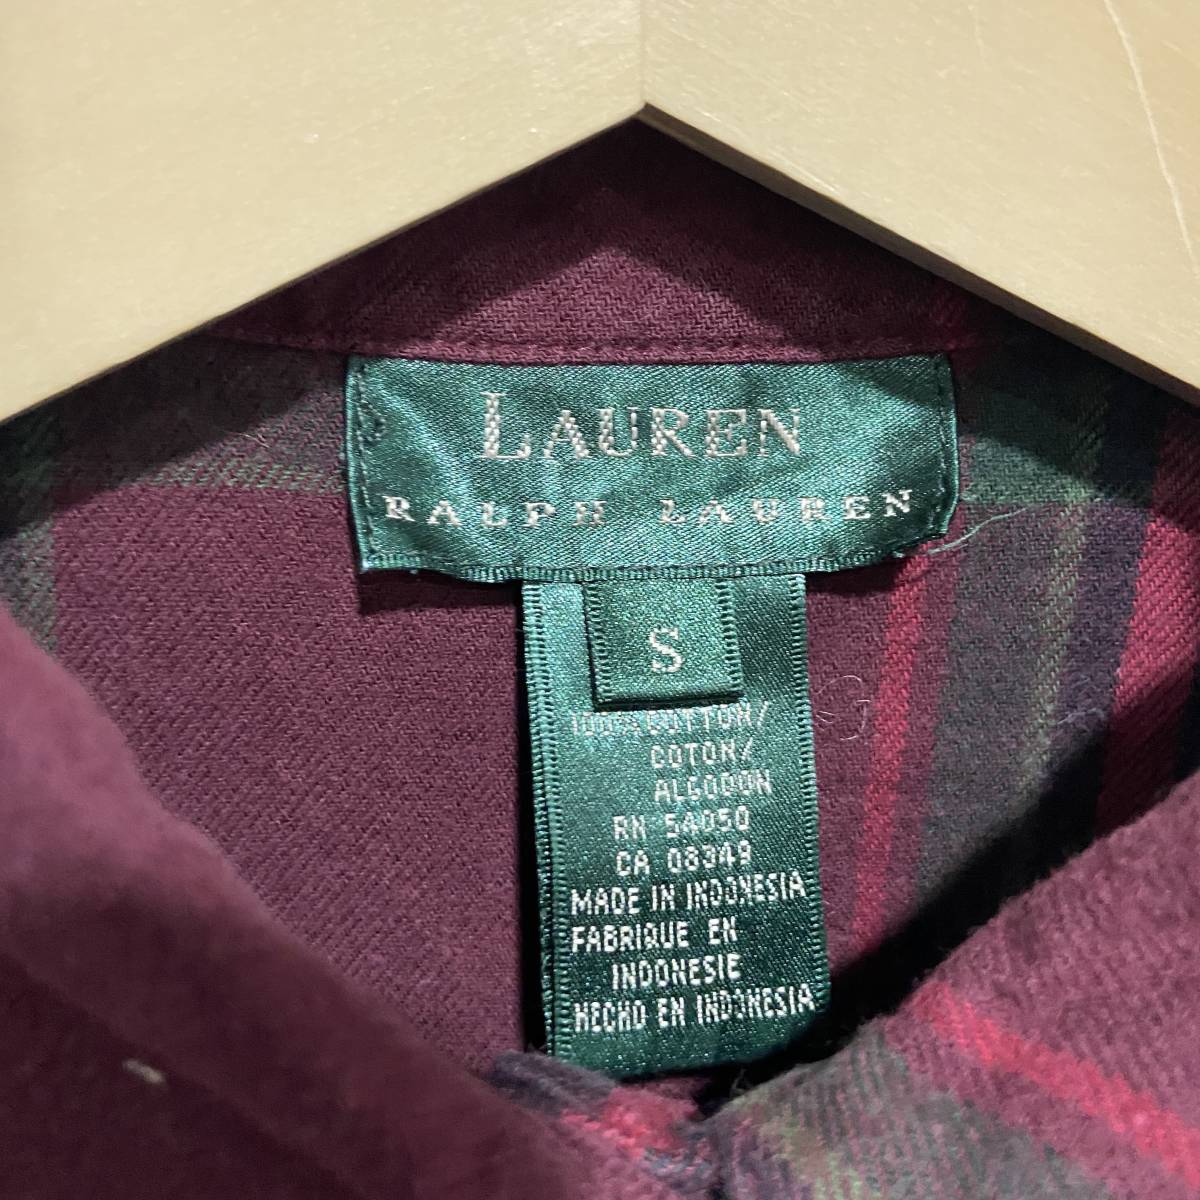 LAUREN
RALPH LAUREN
S
100% COTTON/
COTON/
ALGODON
RN 54050
CA 08349
MADE IN INDONESIA
FABRIQUE EN
INDONESIE
HECHO EN INDONESIA